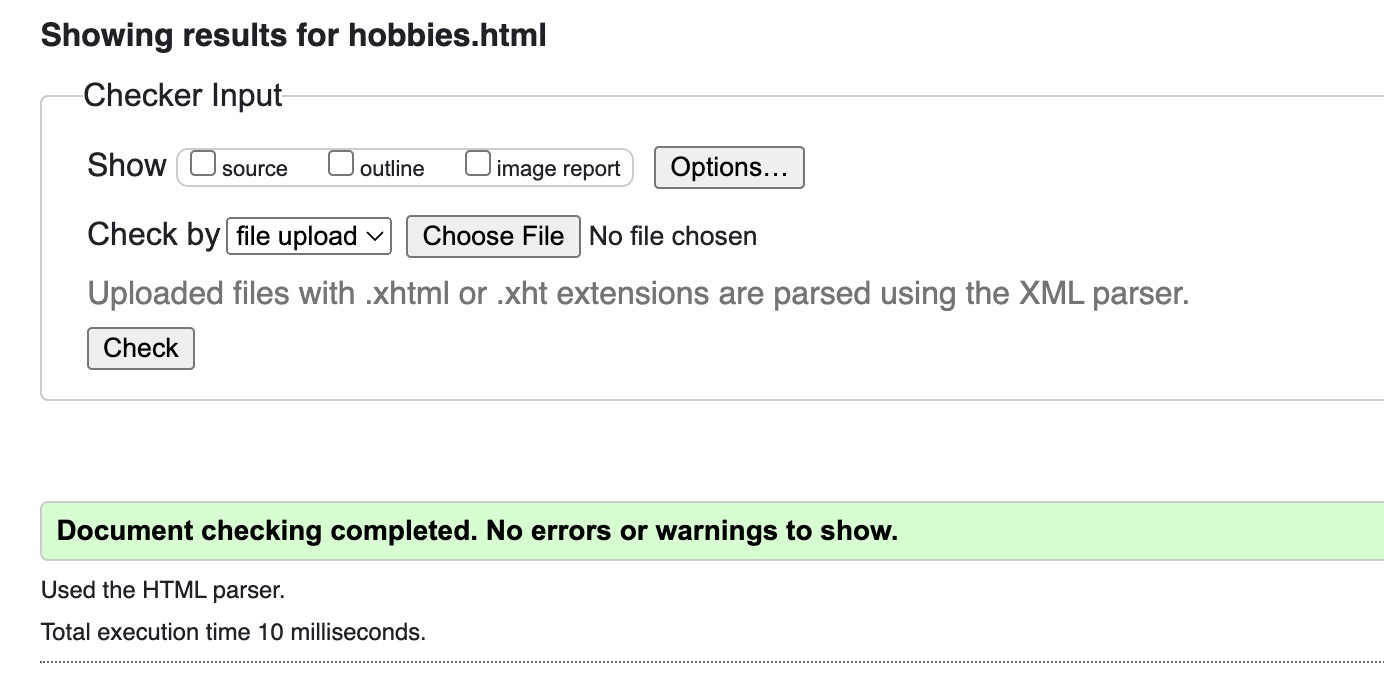 Showing results for hobbies.html
Checker Input
Show source outline image report Options...
Check by file upload Choose File No file chosen
Uploaded files with .xhtml or .xht extensions are parsed using the XML parser.
Check
Document checking completed. No errors or warnings to show.
Used the HTML parser.
Total execution time 10 milliseconds.